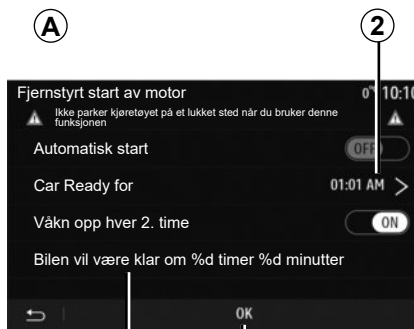 A
2
Fjernstyrt start av motor 0° 10:10
Ikke parker kjøretøyet på et lukket sted når du bruker denne
funksjonen
Automatisk start OFF
Car Ready for 01:01 AM >
Våkn opp hver 2. time ON
Bilen vil være klar om %d timer %d minutter
OK